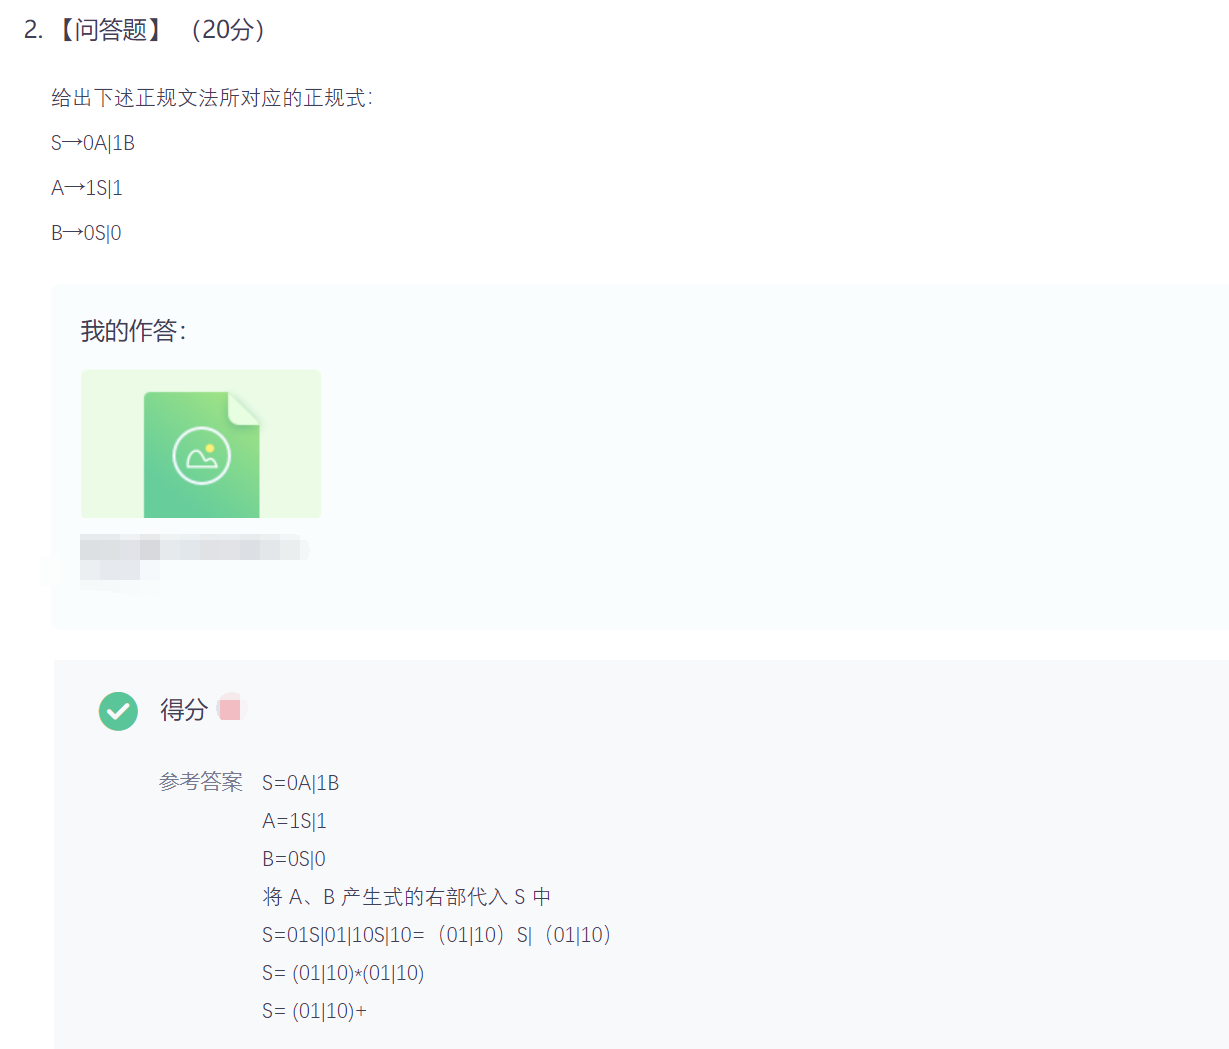 2. 【问答题】 （20分）
给出下述正规文法所对应的正规式：
S→0A|1B
A→1S|1
B→0S|0
我的作答：
得分
参考答案 S=0A|1B
A=1S|1
B=0S|0
将 A、B 产生式的右部代入 S 中
S=01S|01|10S|10=（01|10）S|（01|10）
S= (01|10)*(01|10)
S= (01|10)+